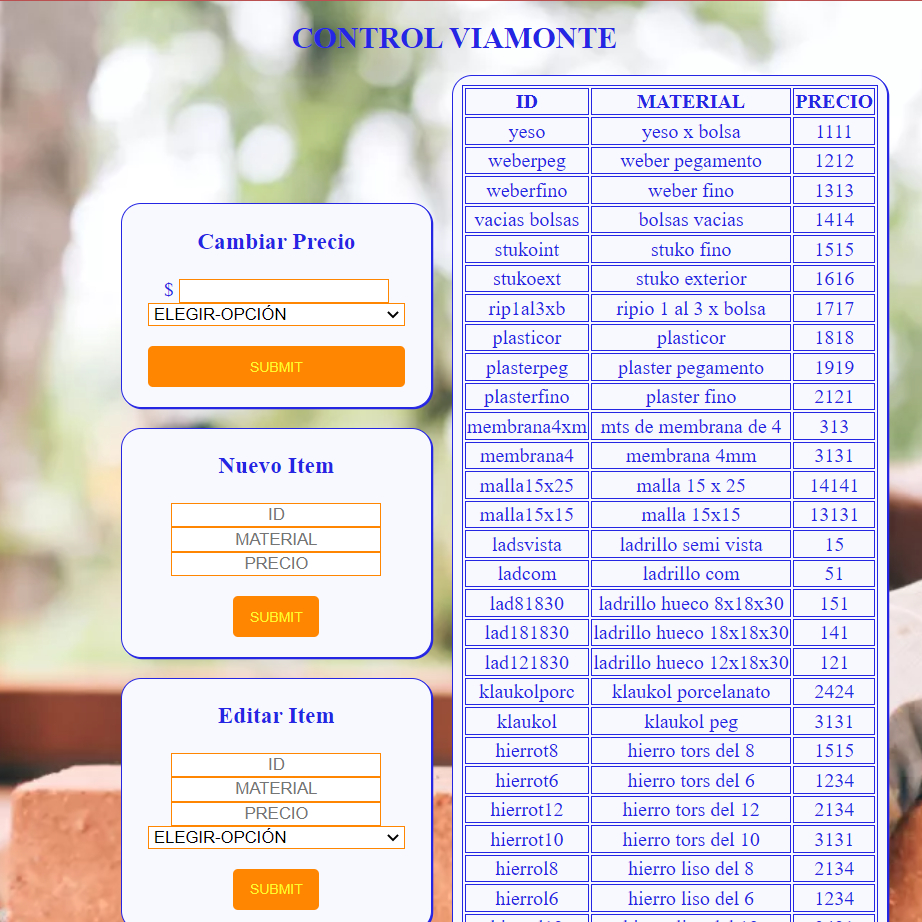 CONTROL VIAMONTE
Cambiar Precio
$
ELEGIR-OPCIÓN
SUBMIT
Nuevo Item
ID
MATERIAL
PRECIO
SUBMIT
Editar Item
ID
MATERIAL
PRECIO
ELEGIR-OPCIÓN
SUBMIT
ID MATERIAL PRECIO
yeso yeso x bolsa 1111
weberpeg weber pegamento 1212
weberfino weber fino 1313
vacias bolsas bolsas vacias 1414
stukoint stuko fino 1515
stukoext stuko exterior 1616
rip1al3xb ripio 1 al 3 x bolsa 1717
plasticor plasticor 1818
plasterpeg plaster pegamento 1919
plasterfino plaster fino 2121
membrana4xm mts de membrana de 4 313
membrana4 membrana 4mm 3131
malla15x25 malla 15 x 25 14141
malla15x15 malla 15x15 13131
ladsvista ladrillo semi vista 15
ladcom ladrillo com 51
lad81830 ladrillo hueco 8x18x30 151
lad181830 ladrillo hueco 18x18x30 141
lad121830 ladrillo hueco 12x18x30 121
klaukolporc klaukol porcelanato 2424
klaukol klaukol peg 3131
hierrot8 hierro tors del 8 1515
hierrot6 hierro tors del 6 1234
hierrot12 hierro tors del 12 2134
hierrot10 hierro tors del 10 3131
hierrol8 hierro liso del 8 2134
hierrol6 hierro liso del 6 1234